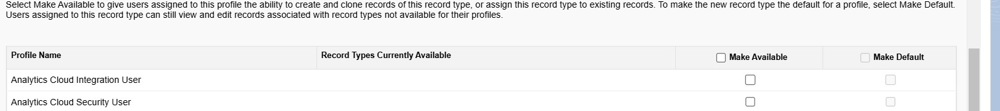 Select Make Available to give users assigned to this profile the ability to create and clone records of this record type, or assign this record type to existing records. To make the new record type the default for a profile, select Make Default.
Users assigned to this record type can still view and edit records associated with record types not available for their profiles.
Profile Name Record Types Currently Available Make Available Make Default
Analytics Cloud Integration User
Analytics Cloud Security User